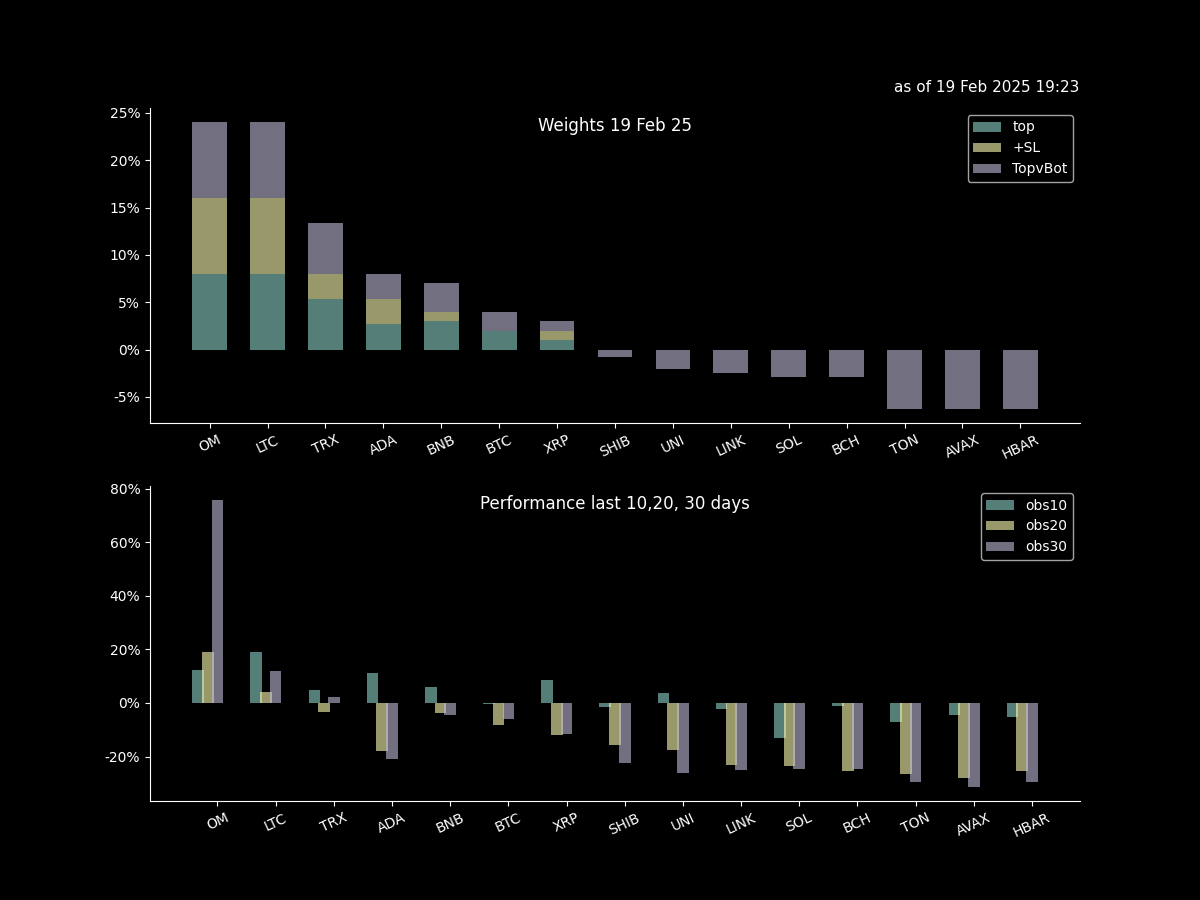 as of 19 Feb 2025 19:23
Weights 19 Feb 25
top
+SL
TopvBot
25%
20%
15%
10%
5%
0%
-5%
OM LTC TRX ADA BNB BTC XRP SHIB UNI LINK SOL BCH TON AVAX HBAR
Performance last 10,20, 30 days
obs10
obs20
obs30
80%
60%
40%
20%
0%
-20%
OM LTC TRX ADA BNB BTC XRP SHIB UNI LINK SOL BCH TON AVAX HBAR